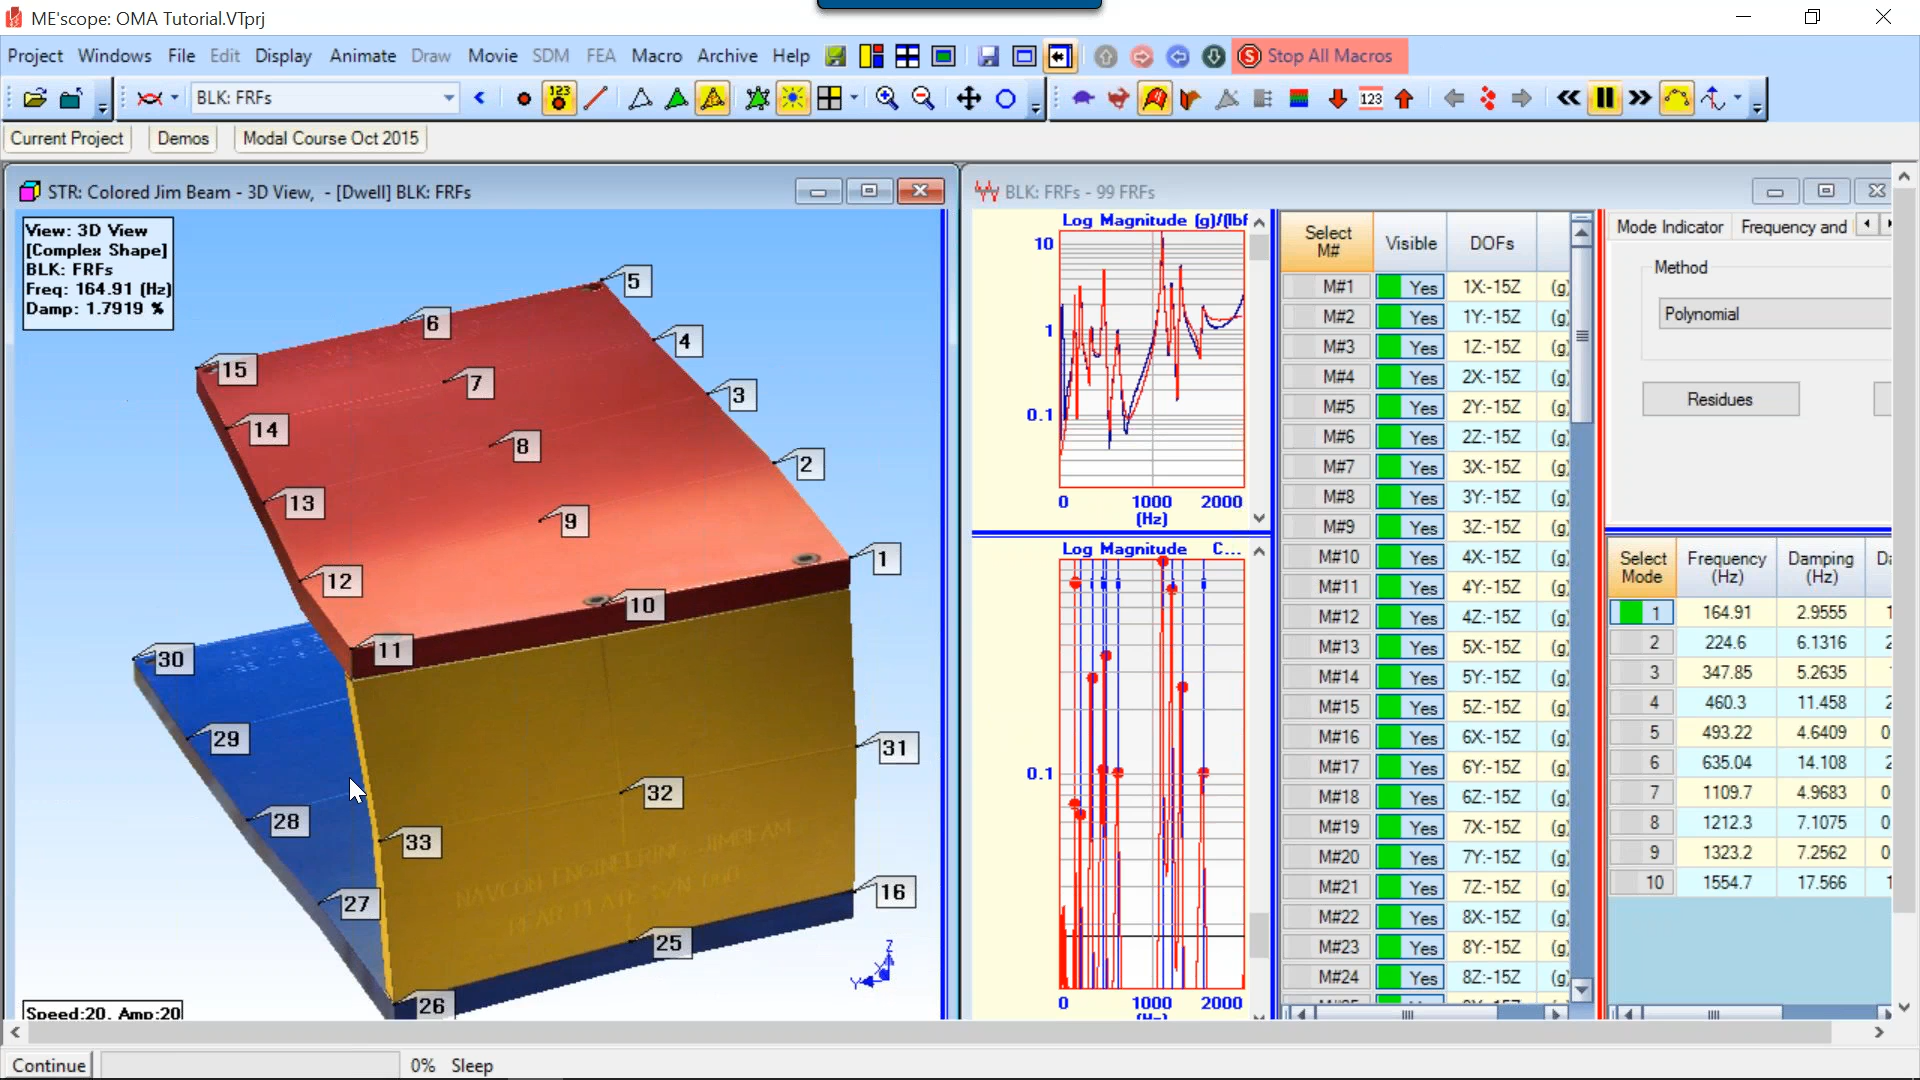 ME'scope: OMA Tutorial.VTprj
Project Windows File Edit Display Animate Draw Movie SDM FEA Macro Archive Help Stop All Macros
BLK: FRFs
Current Project Demos Modal Course Oct 2015
STR: Colored Jim Beam - 3D View, - [Dwell] BLK: FRFs
View: 3D View
[Complex Shape]
BLK: FRFs
Freq: 164.91 (Hz)
Damp: 1.7919 %
5
6
4
15
7
3
14
8
2
13
9
1
12
10
11
30
29
31
32
28
33
NAVCON ENGINEERING JIMBEAM
REAR PLATE S/N 060
16
27
25
26
Z
Y
Speed:20, Amp:20
BLK: FRFs - 99 FRFs
Log Magnitude (g)/(lbf
10
1
0.1
0 1000 2000
(Hz)
Log Magnitude C...
0.1
0 1000 2000
(Hz)
Select M# Visible DOFs
M#1 Yes 1X:-15Z (g)
M#2 Yes 1Y:-15Z (g)
M#3 Yes 1Z:-15Z (g)
M#4 Yes 2X:-15Z (g)
M#5 Yes 2Y:-15Z (g)
M#6 Yes 2Z:-15Z (g)
M#7 Yes 3X:-15Z (g)
M#8 Yes 3Y:-15Z (g)
M#9 Yes 3Z:-15Z (g)
M#10 Yes 4X:-15Z (g)
M#11 Yes 4Y:-15Z (g)
M#12 Yes 4Z:-15Z (g)
M#13 Yes 5X:-15Z (g)
M#14 Yes 5Y:-15Z (g)
M#15 Yes 5Z:-15Z (g)
M#16 Yes 6X:-15Z (g)
M#17 Yes 6Y:-15Z (g)
M#18 Yes 6Z:-15Z (g)
M#19 Yes 7X:-15Z (g)
M#20 Yes 7Y:-15Z (g)
M#21 Yes 7Z:-15Z (g)
M#22 Yes 8X:-15Z (g)
M#23 Yes 8Y:-15Z (g)
M#24 Yes 8Z:-15Z (g)
Mode Indicator Frequency and
Method
Polynomial
Residues
Select Mode Frequency (Hz) Damping (Hz)
1 164.91 2.9555
2 224.6 6.1316
3 347.85 5.2635
4 460.3 11.458
5 493.22 4.6409
6 635.04 14.108
7 1109.7 4.9683
8 1212.3 7.1075
9 1323.2 7.2562
10 1554.7 17.566
Continue 0% Sleep